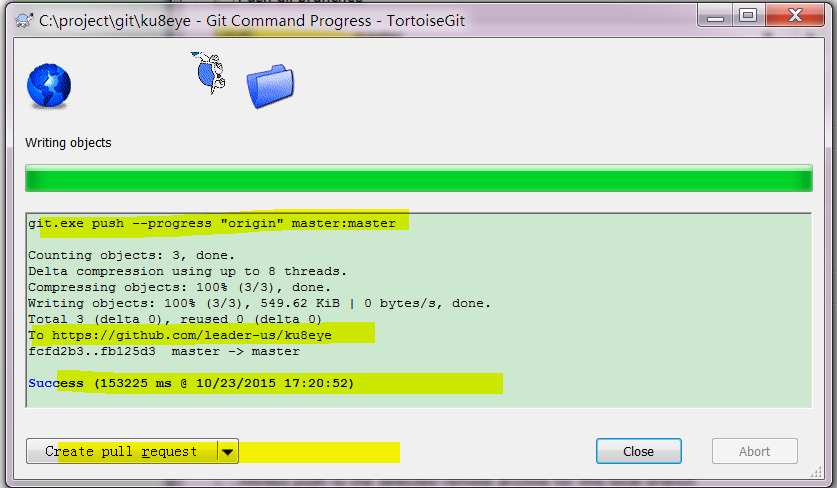 C:\project\git\ku8eye - Git Command Progress - TortoiseGit
Writing objects
git.exe push --progress "origin" master:master
Counting objects: 3, done.
Delta compression using up to 8 threads.
Compressing objects: 100% (3/3), done.
Writing objects: 100% (3/3), 549.62 KiB | 0 bytes/s, done.
Total 3 (delta 0), reused 0 (delta 0)
To https://github.com/leader-us/ku8eye
fcfd2b3..fb125d3  master -> master
Success (153225 ms @ 10/23/2015 17:20:52)
Create pull request
Close
Abort